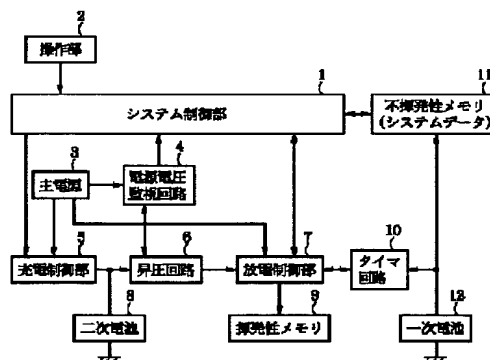 2
操作部
1
システム制御部
11
不揮発性メモリ
(システムデータ)
3
主電源
4
電源電圧
監視回路
5
充電制御部
6
昇圧回路
7
放電制御部
10
タイマ
回路
8
二次電池
9
揮発性メモリ
12
一次電池